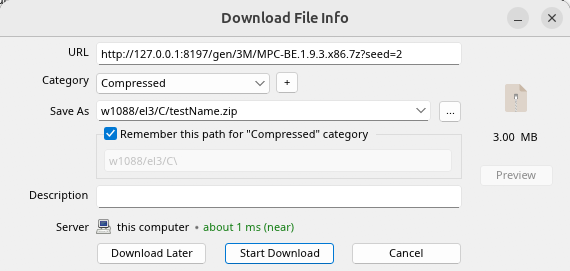 Download File Info
URL http://127.0.0.1:8197/gen/3M/MPC-BE.1.9.3.x86.7z?seed=2
Category Compressed +
Save As w1088/el3/C/testName.zip ...
Remember this path for "Compressed" category
w1088/el3/C\
3.00 MB
Preview
Description
Server this computer • about 1 ms (near)
Download Later Start Download Cancel